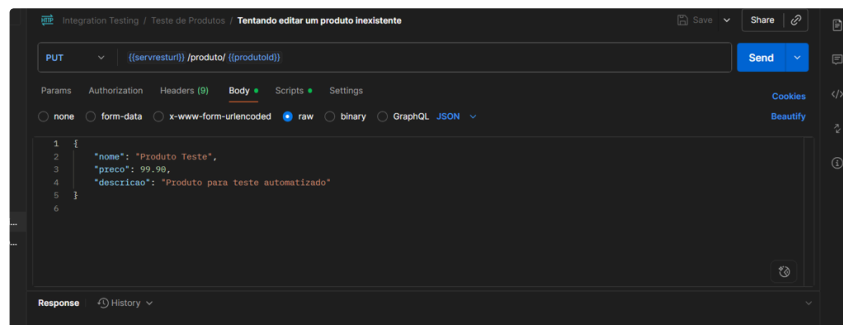 HTTP Integration Testing / Teste de Produtos / Tentando editar um produto inexistente Save Share
PUT {{servresturl}} /produto/ {{produtoId}} Send
Params Authorization Headers (9) Body Scripts Settings Cookies
none form-data x-www-form-urlencoded raw binary GraphQL JSON Beautify
1 {
2 "nome": "Produto Teste",
3 "preco": 99.90,
4 "descricao": "Produto para teste automatizado"
5 }
6
Response History